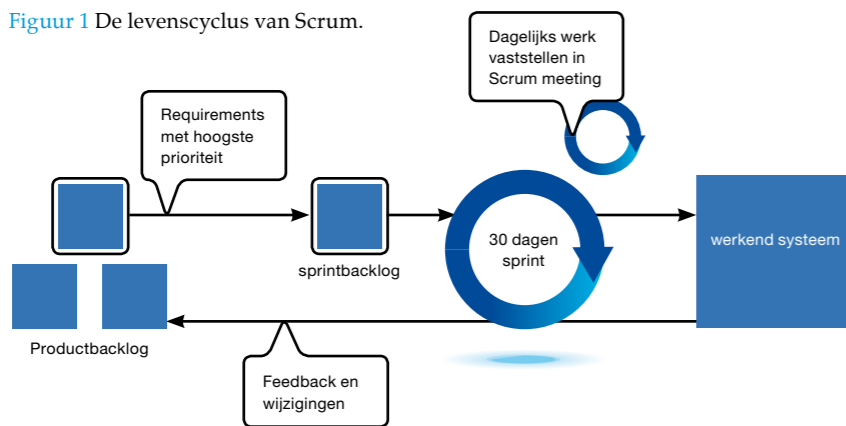 Figuur 1 De levenscyclus van Scrum.
Dagelijks werk
vaststellen in
Scrum meeting
Requirements
met hoogste
prioriteit
30 dagen
sprint
werkend systeem
sprintbacklog
Productbacklog
Feedback en
wijzigingen